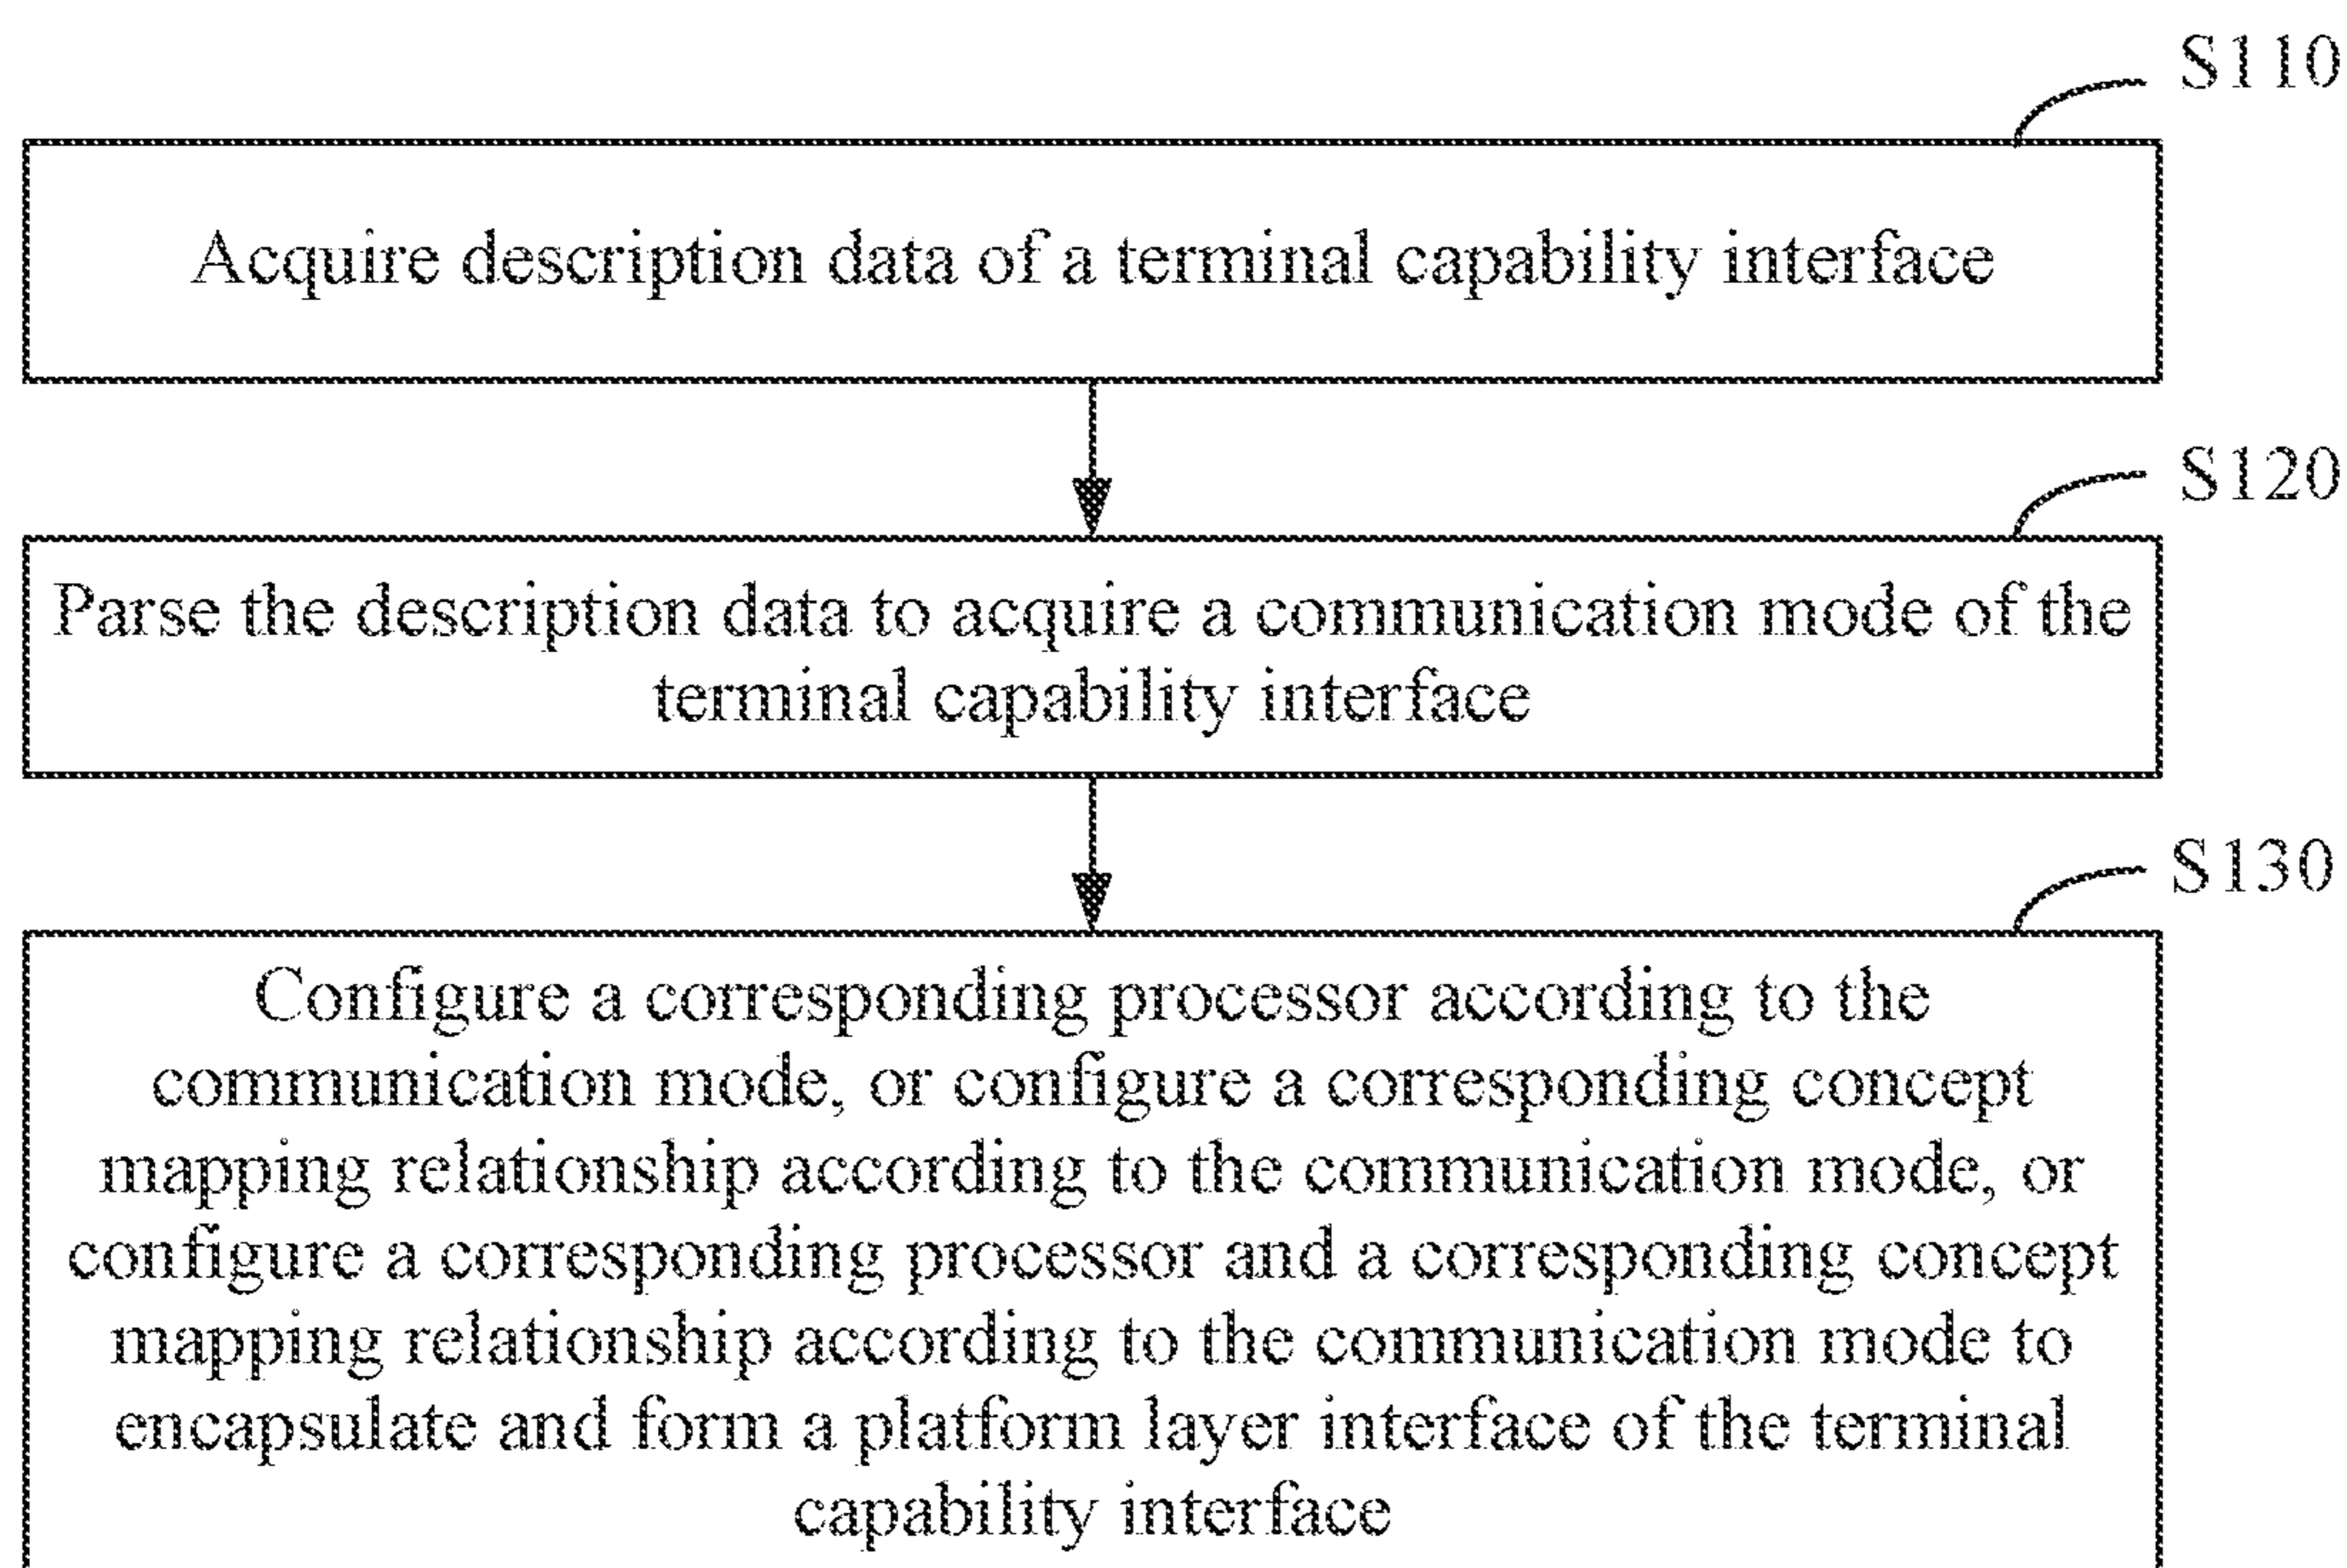 S110
Acquire description data of a terminal capability interface
S120
Parse the description data to acquire a communication mode of the
terminal capability interface
S130
Configure a corresponding processor according to the
communication mode, or configure a corresponding concept
mapping relationship according to the communication mode, or
configure a corresponding processor and a corresponding concept
mapping relationship according to the communication mode to
encapsulate and form a platform layer interface of the terminal
capability interface